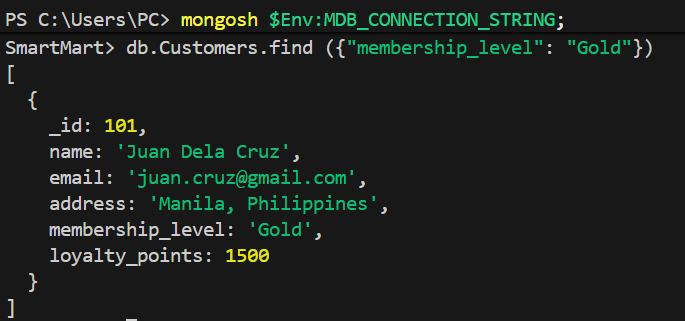 PS C:\Users\PC> mongosh $Env:MDB_CONNECTION_STRING;
SmartMart> db.Customers.find ({"membership_level": "Gold"})
[
  {
    _id: 101,
    name: 'Juan Dela Cruz',
    email: 'juan.cruz@gmail.com',
    address: 'Manila, Philippines',
    membership_level: 'Gold',
    loyalty_points: 1500
  }
]